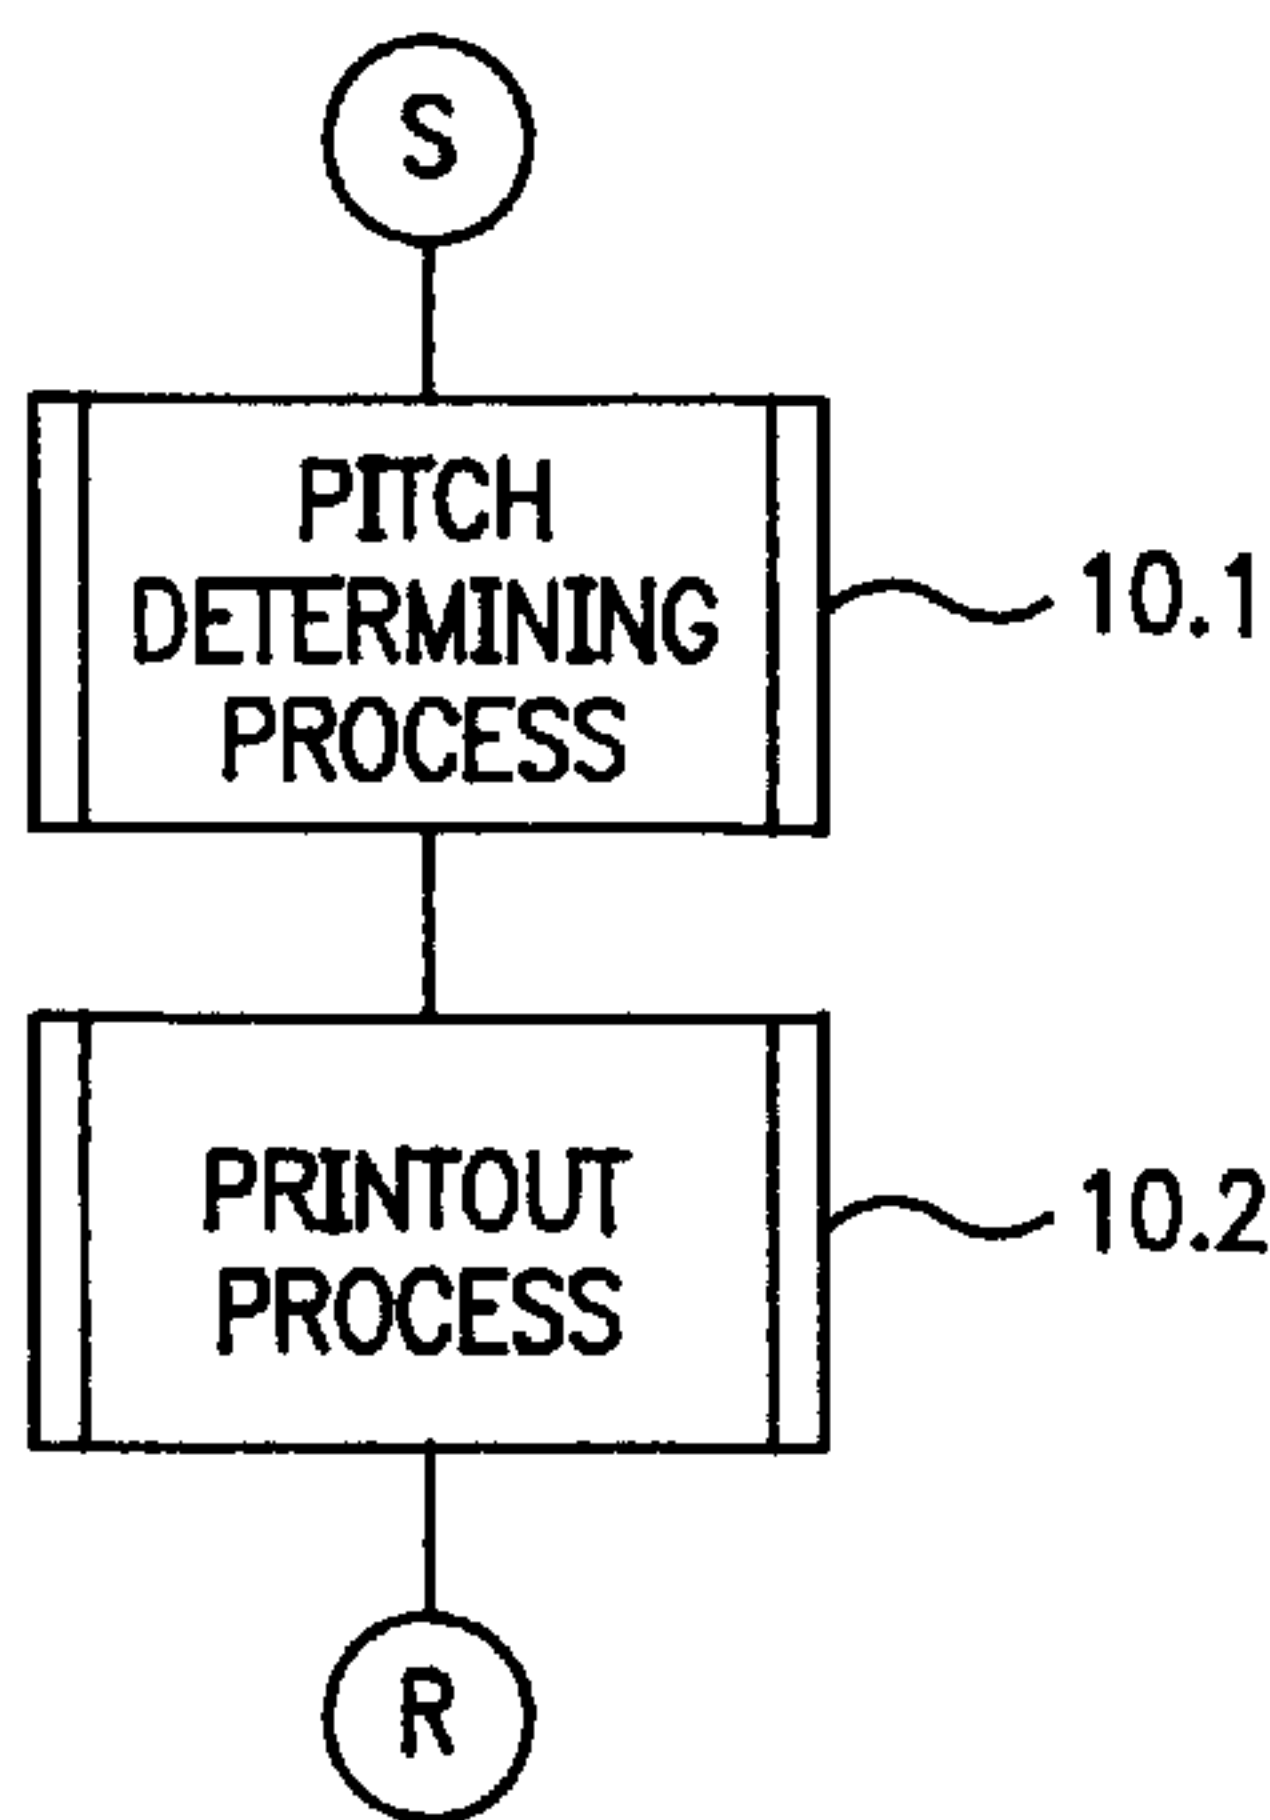 S
PITCH
DETERMINING
PROCESS
10.1
PRINTOUT
PROCESS
10.2
R